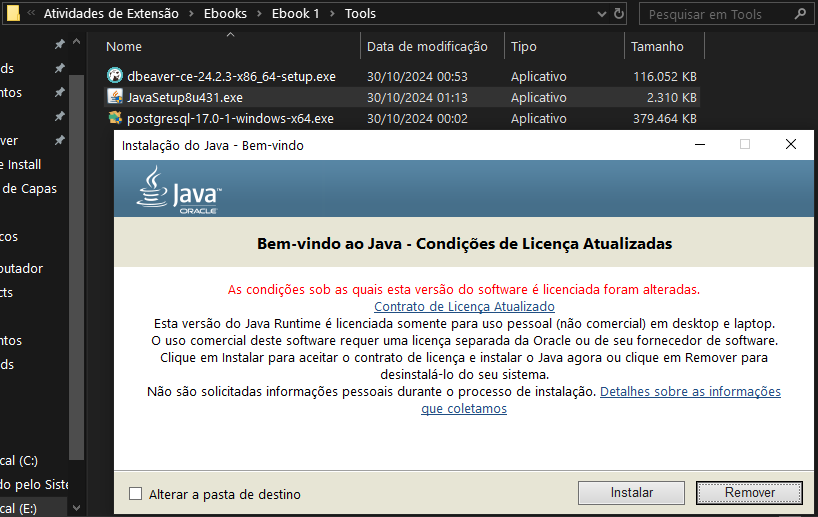 Atividades de Extensão > Ebooks > Ebook 1 > Tools
Pesquisar em Tools
Nome Data de modificação Tipo Tamanho
dbeaver-ce-24.2.3-x86_64-setup.exe 30/10/2024 00:53 Aplicativo 116.052 KB
JavaSetup8u431.exe 30/10/2024 01:13 Aplicativo 2.310 KB
postgresql-17.0-1-windows-x64.exe 30/10/2024 00:02 Aplicativo 379.464 KB
ds
ntos
ver
e Install
de Capas
cos
putador
cts
ntos
ds
cal (C:)
do pelo Siste
cal (E:)
Instalação do Java - Bem-vindo
Java™
ORACLE
Bem-vindo ao Java - Condições de Licença Atualizadas
As condições sob as quais esta versão do software é licenciada foram alteradas.
Contrato de Licença Atualizado
Esta versão do Java Runtime é licenciada somente para uso pessoal (não comercial) em desktop e laptop.
O uso comercial deste software requer uma licença separada da Oracle ou de seu fornecedor de software.
Clique em Instalar para aceitar o contrato de licença e instalar o Java agora ou clique em Remover para
desinstalá-lo do seu sistema.
Não são solicitadas informações pessoais durante o processo de instalação. Detalhes sobre as informações
que coletamos
Alterar a pasta de destino
Instalar
Remover